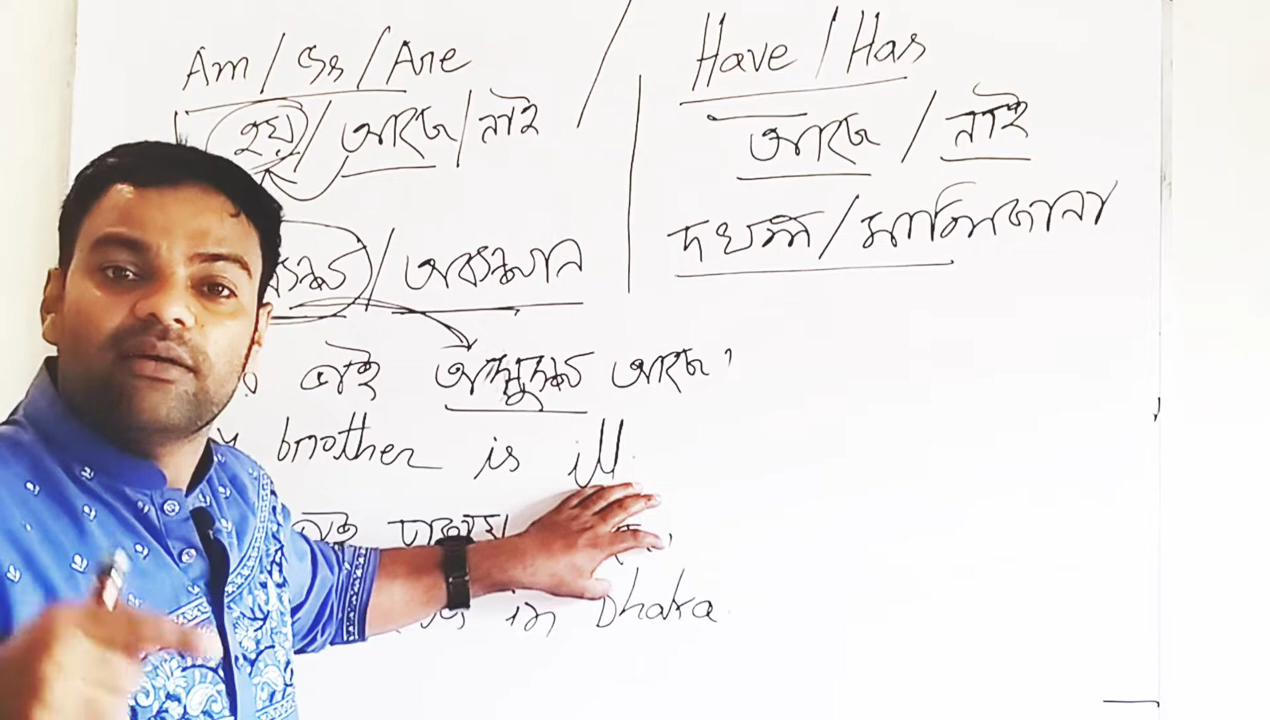 Am / Is / Are
Have / Has
হয় / আছে / নাই
আছে / নাই
দখল / মালিকানা
/ অবস্থান
ভাই অসুস্থ আছে
brother is ill
ভাই
in Dhaka